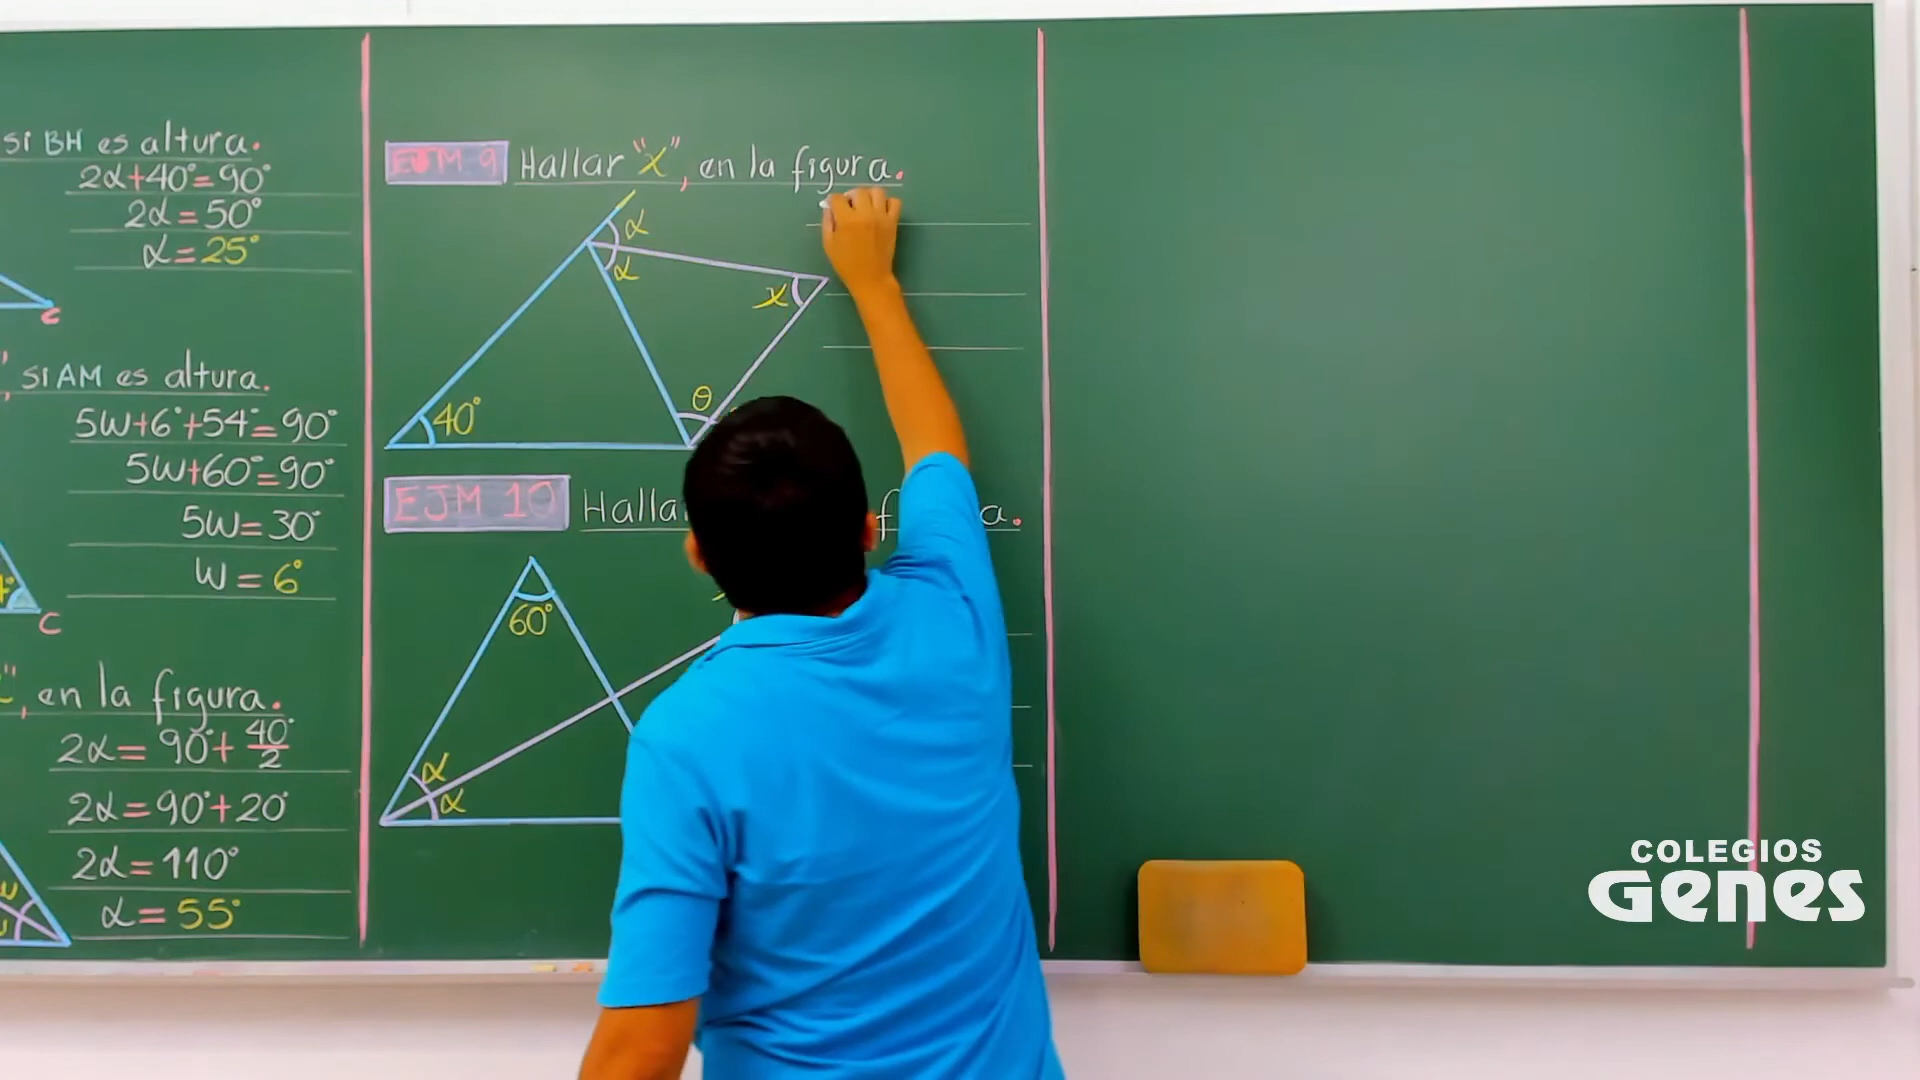 si BH es altura.
2α+40°=90°
2α=50°
α=25°
C
si AM es altura.
5W+6°+54°=90°
5W+60°=90°
5W=30°
W=6°
C
", en la figura.
2α=90°+40°/2
2α=90°+20°
2α=110°
α=55°
EJM 9 Hallar "x", en la figura.
α
α
x
θ
40°
EJM 10
60°
α
α
COLEGIOS
Genes